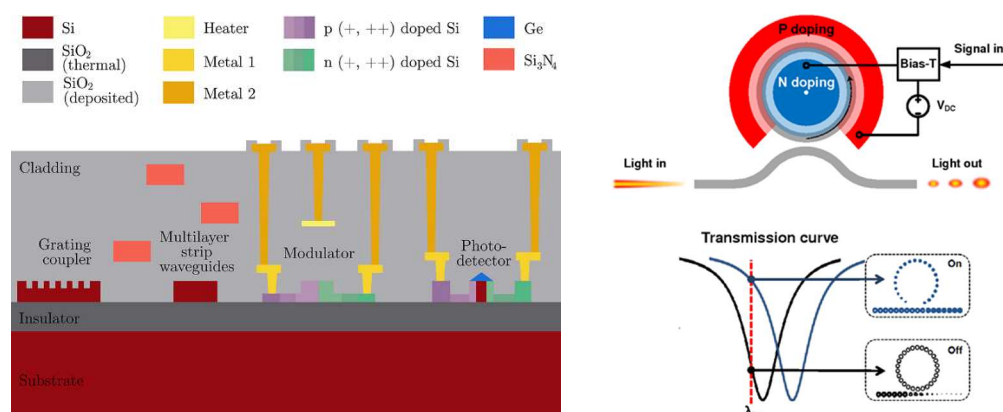 Si
SiO₂
(thermal)
SiO₂
(deposited)
Heater
Metal 1
Metal 2
p (+, ++) doped Si
n (+, ++) doped Si
Ge
Si₃N₄
Cladding
Grating
coupler
Multilayer
strip
waveguides
Modulator
Photo-
detector
Insulator
Substrate
P doping
N doping
Bias-T
Signal in
V_DC
Light in
Light out
Transmission curve
On
Off